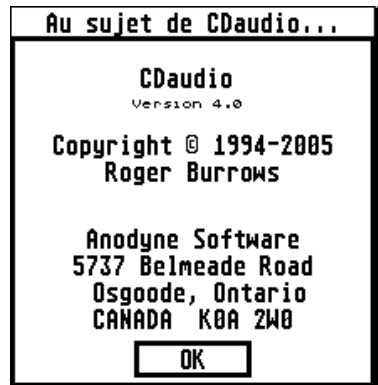 Au sujet de CDaudio...
CDaudio
Version 4.0
Copyright © 1994-2005
Roger Burrows
Anodyne Software
5737 Belmeade Road
Osgoode, Ontario
CANADA  K0A 2W0
OK